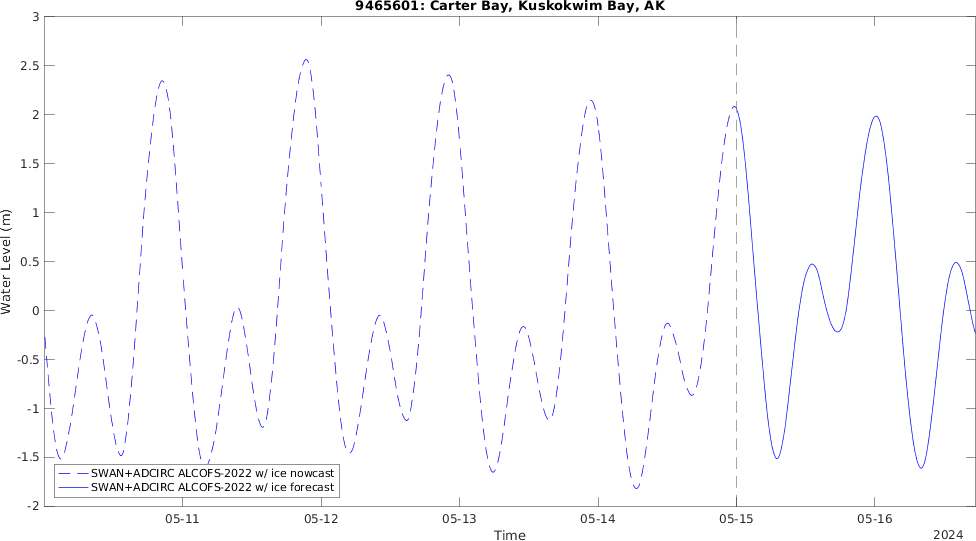 9465601: Carter Bay, Kuskokwim Bay, AK
3
2.5
2
1.5
1
0.5
0
-0.5
-1
-1.5
-2
Water Level (m)
SWAN+ADCIRC ALCOFS-2022 w/ ice nowcast
SWAN+ADCIRC ALCOFS-2022 w/ ice forecast
05-11 05-12 05-13 05-14 05-15 05-16
Time
2024